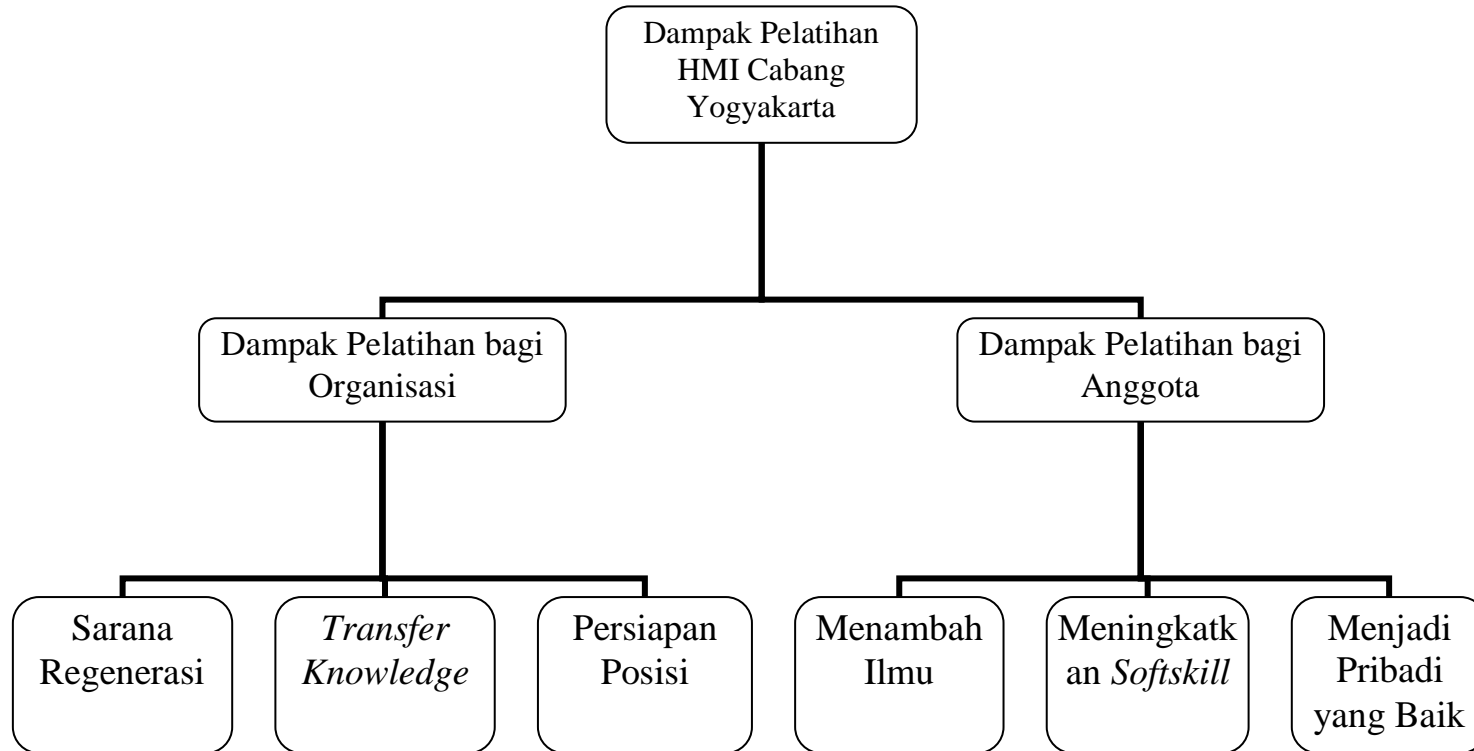 Dampak Pelatihan
HMI Cabang
Yogyakarta
Dampak Pelatihan bagi
Organisasi
Dampak Pelatihan bagi
Anggota
Sarana
Regenerasi
Transfer
Knowledge
Persiapan
Posisi
Menambah
Ilmu
Meningkatk
an Softskill
Menjadi
Pribadi
yang Baik